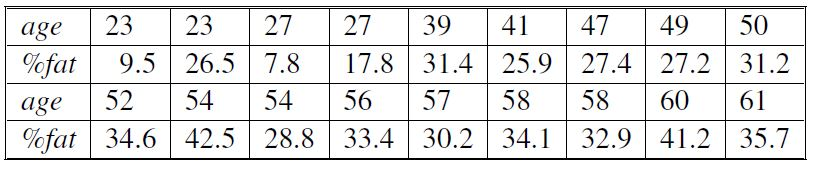 age 23 23 27 27 39 41 47 49 50
%fat 9.5 26.5 7.8 17.8 31.4 25.9 27.4 27.2 31.2
age 52 54 54 56 57 58 58 60 61
%fat 34.6 42.5 28.8 33.4 30.2 34.1 32.9 41.2 35.7